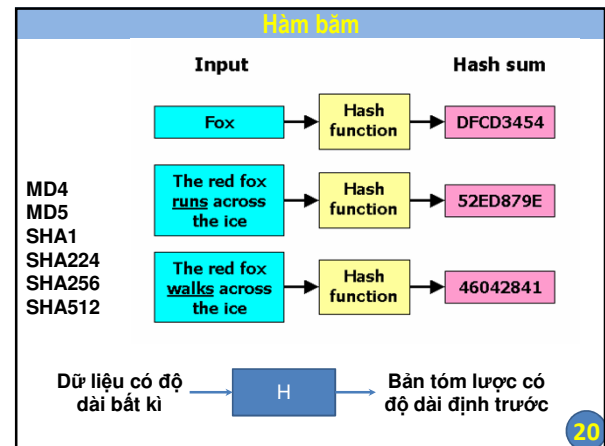 Hàm băm
Input
Hash sum
Fox
Hash
function
DFCD3454
The red fox
runs across
the ice
Hash
function
52ED879E
The red fox
walks across
the ice
Hash
function
46042841
MD4
MD5
SHA1
SHA224
SHA256
SHA512
Dữ liệu có độ
dài bất kì
H
Bản tóm lược có
độ dài định trước
20